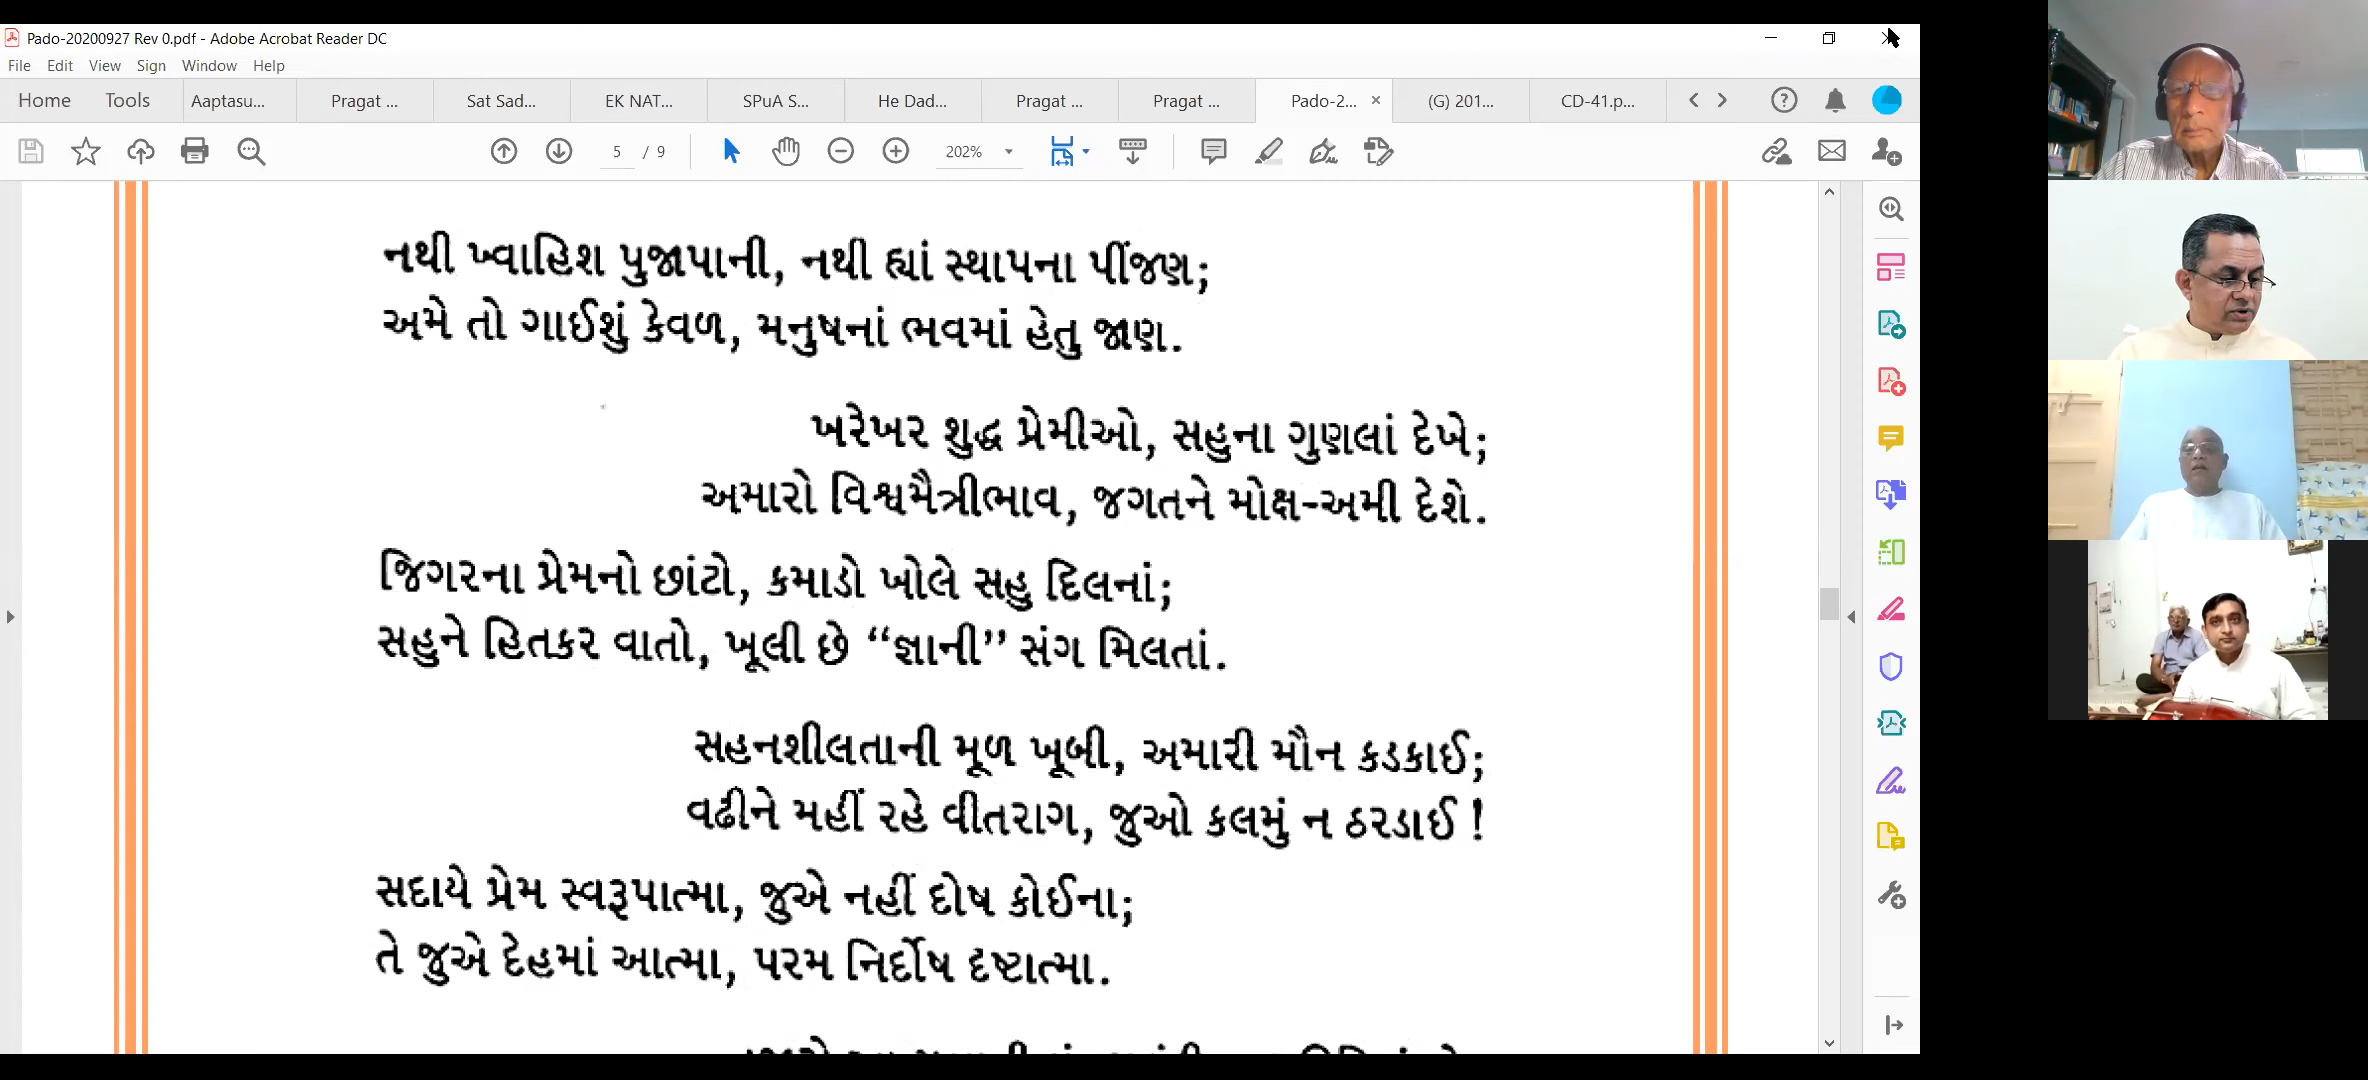 Pado-20200927 Rev 0.pdf - Adobe Acrobat Reader DC
File Edit View Sign Window Help
Home Tools Aaptasu... Pragat ... Sat Sad... EK NAT... SPuA S... He Dad... Pragat ... Pragat ... Pado-2... × (G) 201... CD-41.p...
5 / 9 202%
નથી ખ્વાહિશ પુજાપાની, નથી હ્યાં સ્થાપના પીંજણ;
અમે તો ગાઈશું કેવળ, મનુષનાં ભવમાં હેતુ જાણ.
ખરેખર શુદ્ધ પ્રેમીઓ, સહુના ગુણલાં દેખે;
અમારો વિશ્વમૈત્રીભાવ, જગતને મોક્ષ-અમી દેશે.
જિગરના પ્રેમનો છાંટો, કમાડો ખોલે સહુ દિલનાં;
સહુને હિતકર વાતો, ખૂલી છે “જ્ઞાની” સંગ મિલતાં.
સહનશીલતાની મૂળ ખૂબી, અમારી મૌન કડકાઈ;
વઢીને મહીં રહે વીતરાગ, જુઓ કલમું ન ઠરડાઈ !
સદાયે પ્રેમ સ્વરૂપાત્મા, જુએ નહીં દોષ કોઈના;
તે જુએ દેહમાં આત્મા, પરમ નિર્દોષ દૃષ્ટાત્મા.